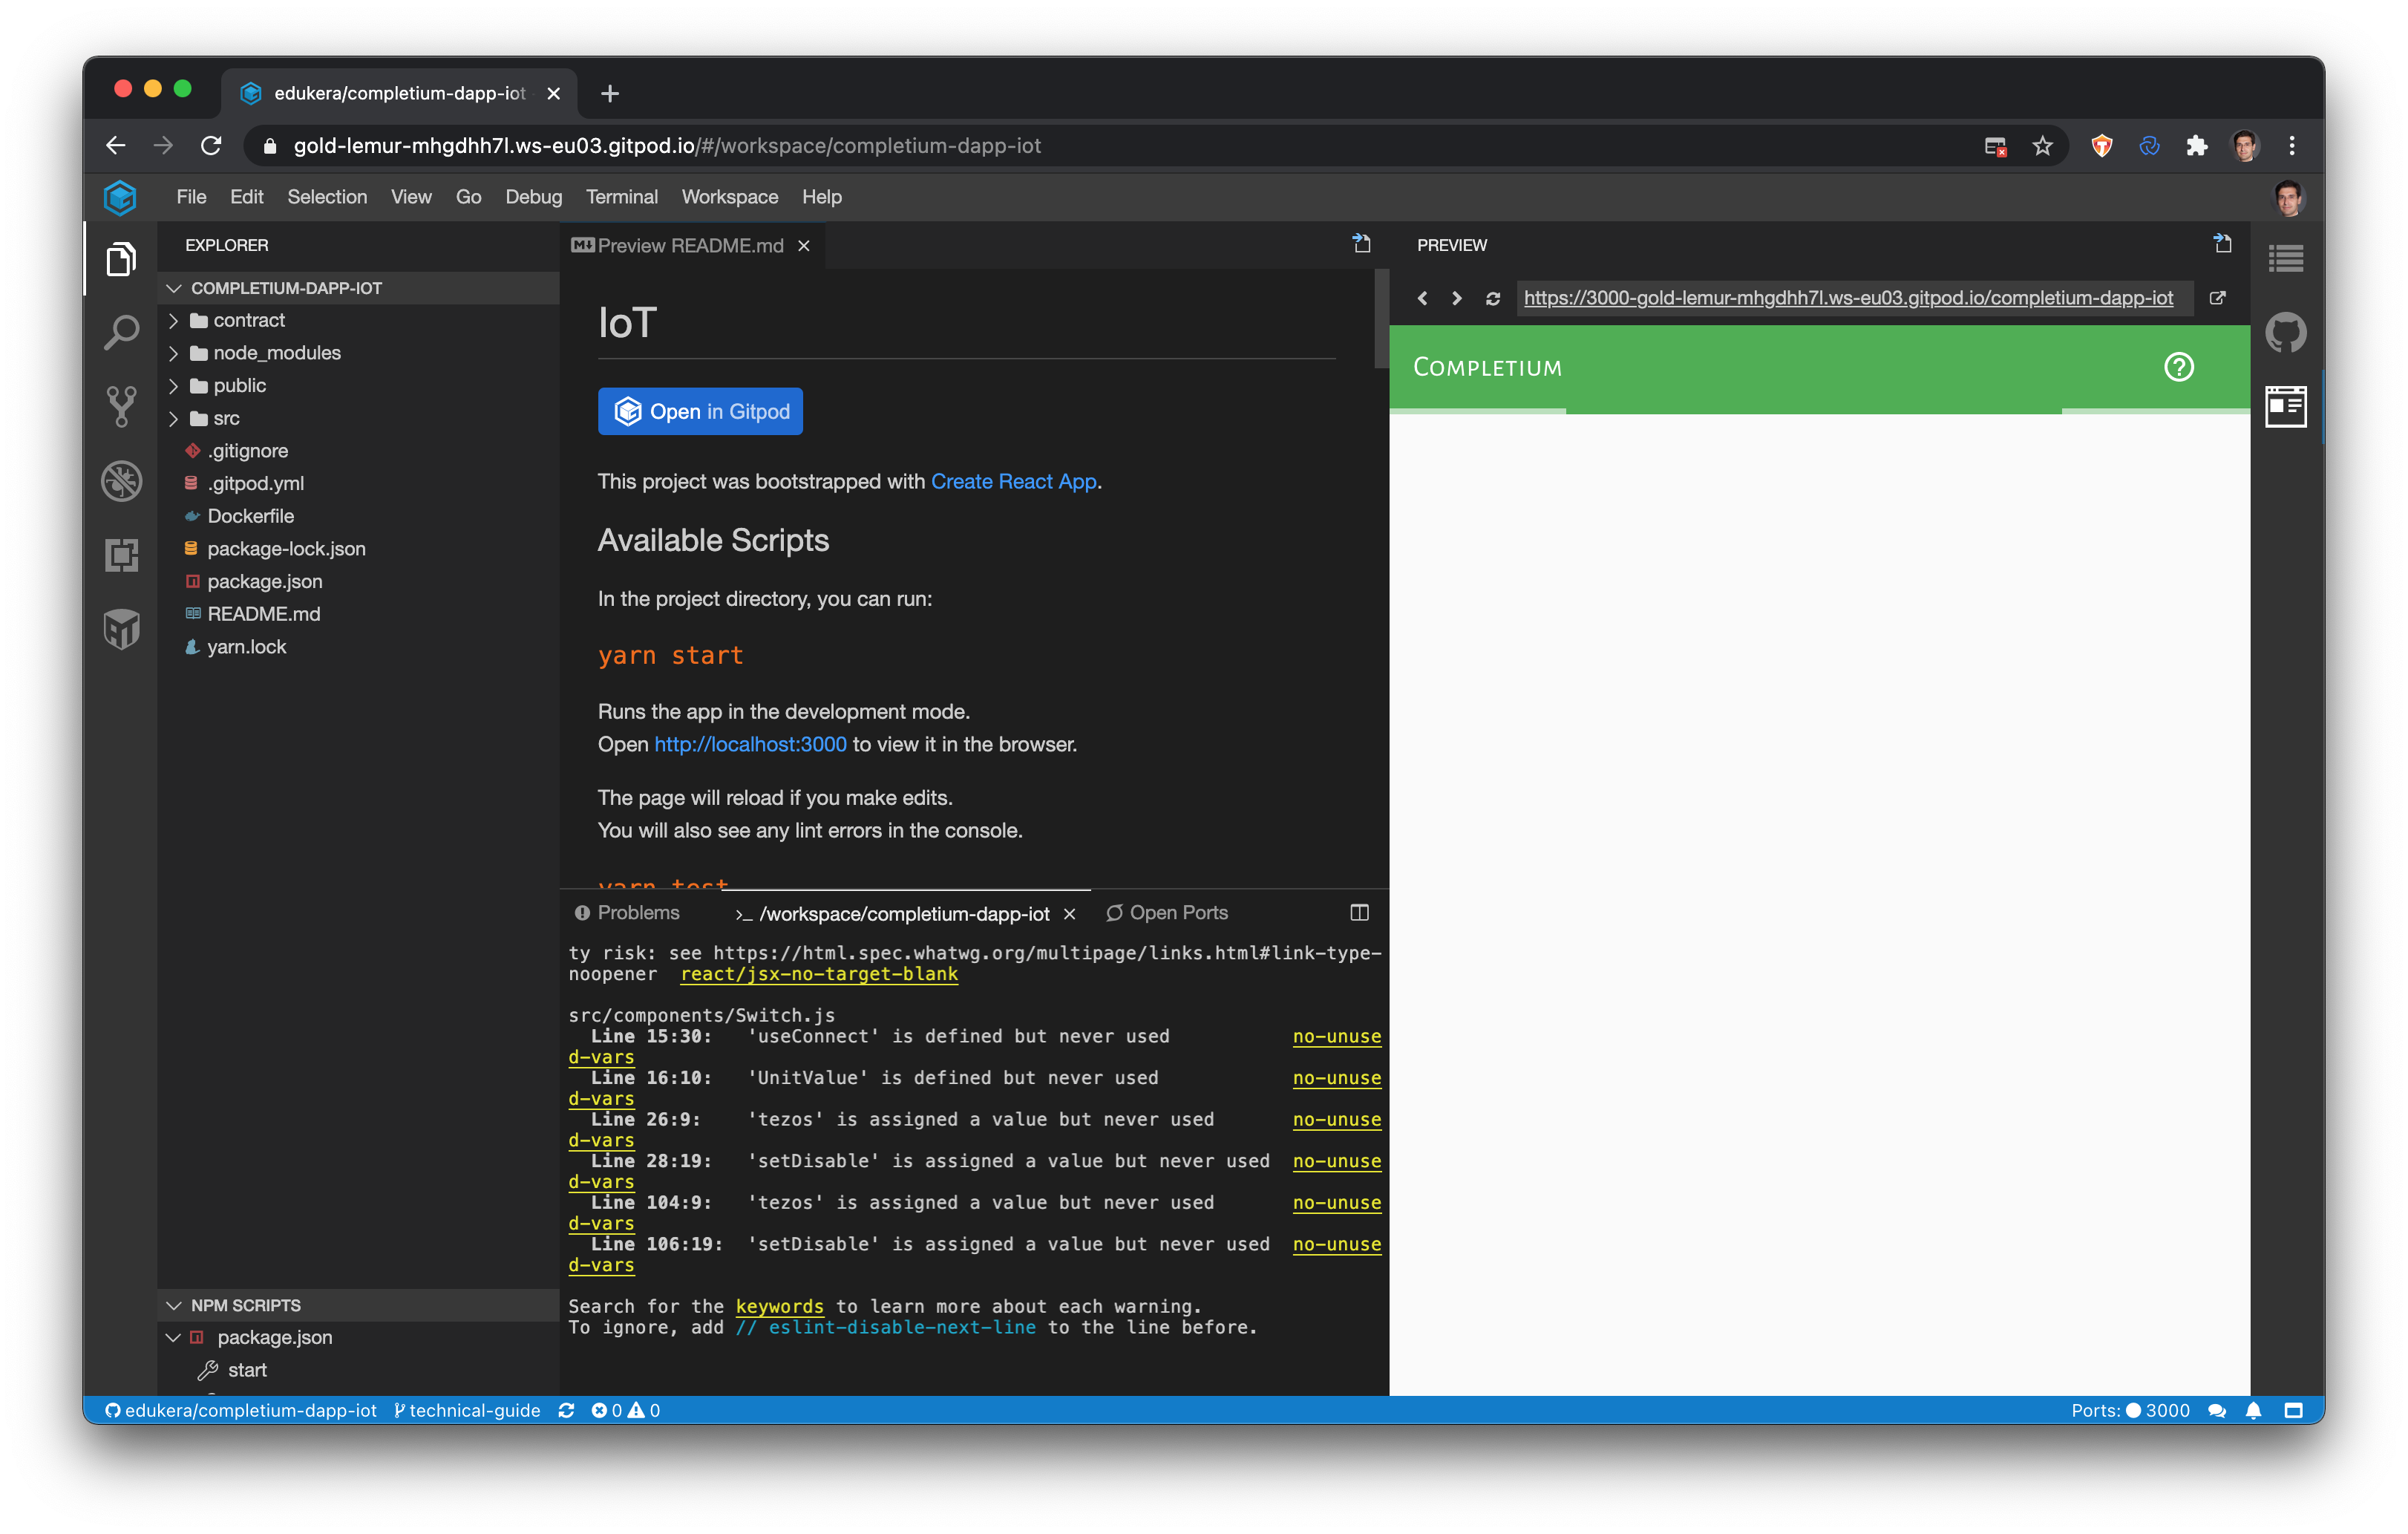 edukera/completium-dapp-iot
gold-lemur-mhgdhh7l.ws-eu03.gitpod.io/#/workspace/completium-dapp-iot
File Edit Selection View Go Debug Terminal Workspace Help
EXPLORER
COMPLETIUM-DAPP-IOT
contract
node_modules
public
src
.gitignore
.gitpod.yml
Dockerfile
package-lock.json
package.json
README.md
yarn.lock
NPM SCRIPTS
package.json
start
Preview README.md
IoT
Open in Gitpod
This project was bootstrapped with Create React App.
Available Scripts
In the project directory, you can run:
yarn start
Runs the app in the development mode.
Open http://localhost:3000 to view it in the browser.
The page will reload if you make edits.
You will also see any lint errors in the console.
yarn test
Problems >_ /workspace/completium-dapp-iot Open Ports
ty risk: see https://html.spec.whatwg.org/multipage/links.html#link-type-
noopener react/jsx-no-target-blank
src/components/Switch.js
Line 15:30: 'useConnect' is defined but never used no-unuse
d-vars
Line 16:10: 'UnitValue' is defined but never used no-unuse
d-vars
Line 26:9: 'tezos' is assigned a value but never used no-unuse
d-vars
Line 28:19: 'setDisable' is assigned a value but never used no-unuse
d-vars
Line 104:9: 'tezos' is assigned a value but never used no-unuse
d-vars
Line 106:19: 'setDisable' is assigned a value but never used no-unuse
d-vars
Search for the keywords to learn more about each warning.
To ignore, add // eslint-disable-next-line to the line before.
PREVIEW
https://3000-gold-lemur-mhgdhh7l.ws-eu03.gitpod.io/completium-dapp-iot
COMPLETIUM
edukera/completium-dapp-iot technical-guide 0 0
Ports: 3000